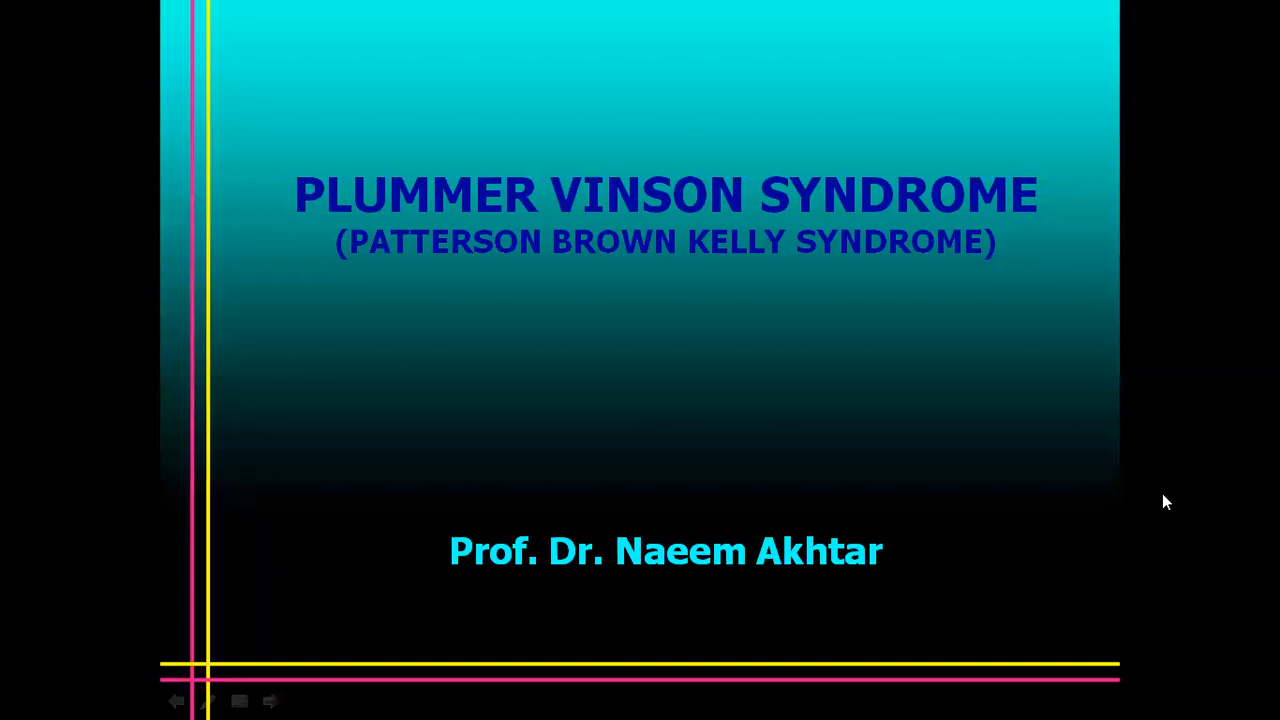 PLUMMER VINSON SYNDROME
(PATTERSON BROWN KELLY SYNDROME)
Prof. Dr. Naeem Akhtar